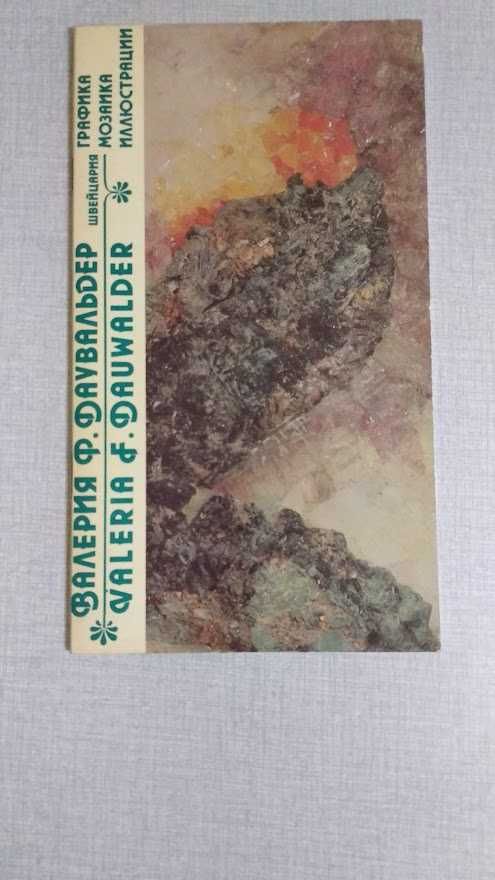 Валерия Ф. Даувальдер
Valeria F. Dauwalder
ШВЕЙЦАРИЯ
ГРАФИКА
МОЗАИКА
ИЛЛЮСТРАЦИИ